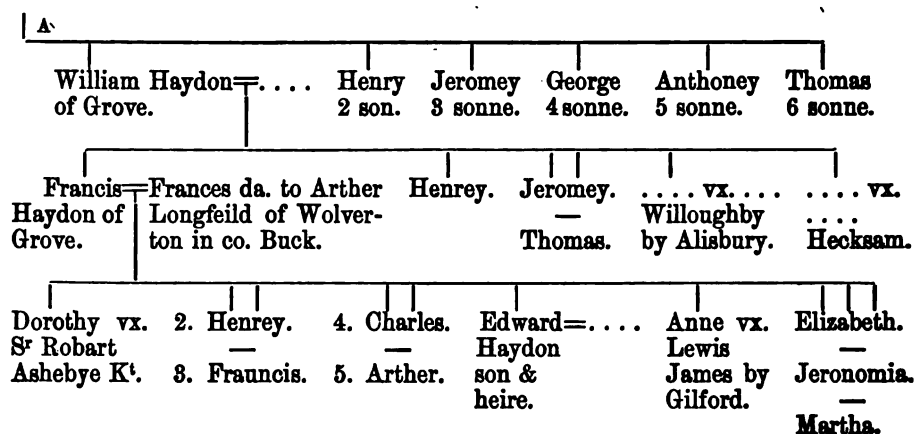 A
William Haydon=.... Henry Jeromey George Anthoney Thomas
of Grove. 2 son. 3 sonne. 4 sonne. 5 sonne. 6 sonne.
Francis=Frances da. to Arther Henrey. Jeromey. .... vx.... .... vx.
Haydon of Longfeild of Wolver- — Willoughby ....
Grove. ton in co. Buck. Thomas. by Alisbury. Hecksam.
Dorothy vx. 2. Henrey. 4. Charles. Edward=.... Anne vx. Elizabeth.
Sʳ Robart — — Haydon Lewis —
Ashebye Kᵗ. 3. Frauncis. 5. Arther. son & James by Jeronomia.
heire. Gilford. —
Martha.